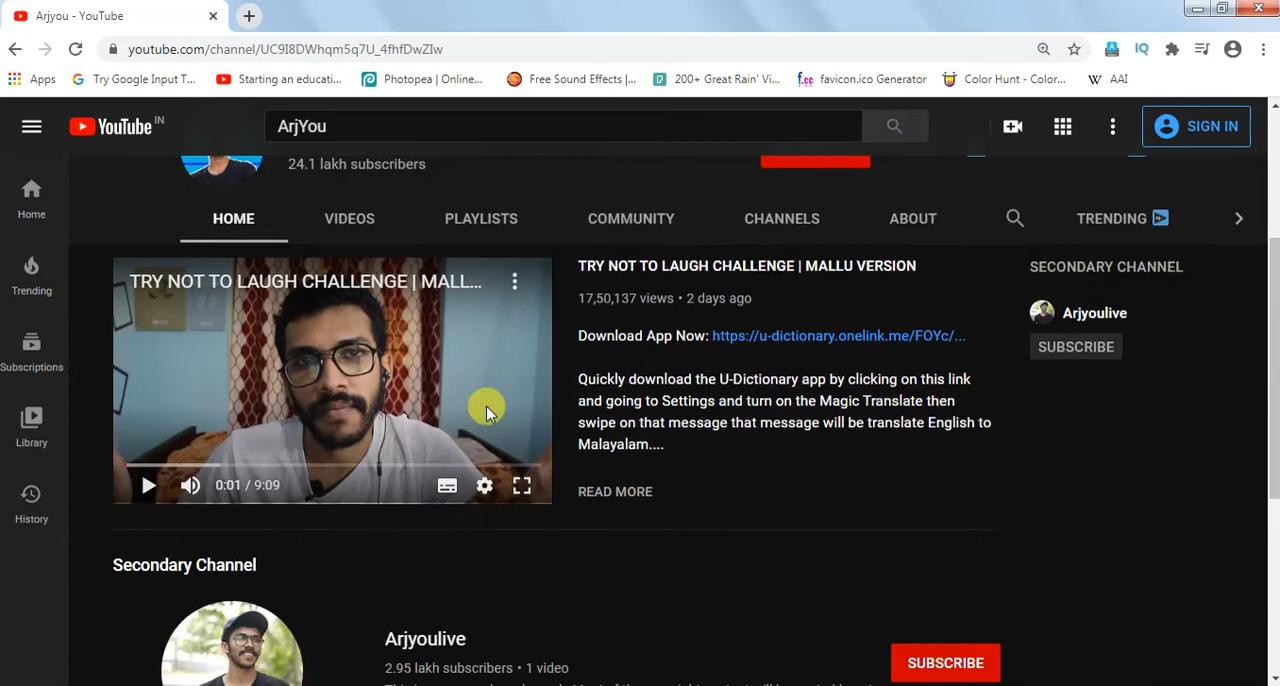 Arjyou - YouTube
youtube.com/channel/UC9I8DWhqm5q7U_4fhfDwZIw
Apps Try Google Input T... Starting an educati... Photopea | Online... Free Sound Effects |... 200+ Great Rain' Vi... favicon.ico Generator Color Hunt - Color... AAI
YouTube IN ArjYou SIGN IN
24.1 lakh subscribers
HOME VIDEOS PLAYLISTS COMMUNITY CHANNELS ABOUT TRENDING
Home
Trending
Subscriptions
Library
History
TRY NOT TO LAUGH CHALLENGE | MALL...
0:01 / 9:09
TRY NOT TO LAUGH CHALLENGE | MALLU VERSION
17,50,137 views • 2 days ago
Download App Now: https://u-dictionary.onelink.me/FOYc/...
Quickly download the U-Dictionary app by clicking on this link
and going to Settings and turn on the Magic Translate then
swipe on that message that message will be translate English to
Malayalam....
READ MORE
SECONDARY CHANNEL
Arjyoulive
SUBSCRIBE
Secondary Channel
Arjyoulive
2.95 lakh subscribers • 1 video
SUBSCRIBE